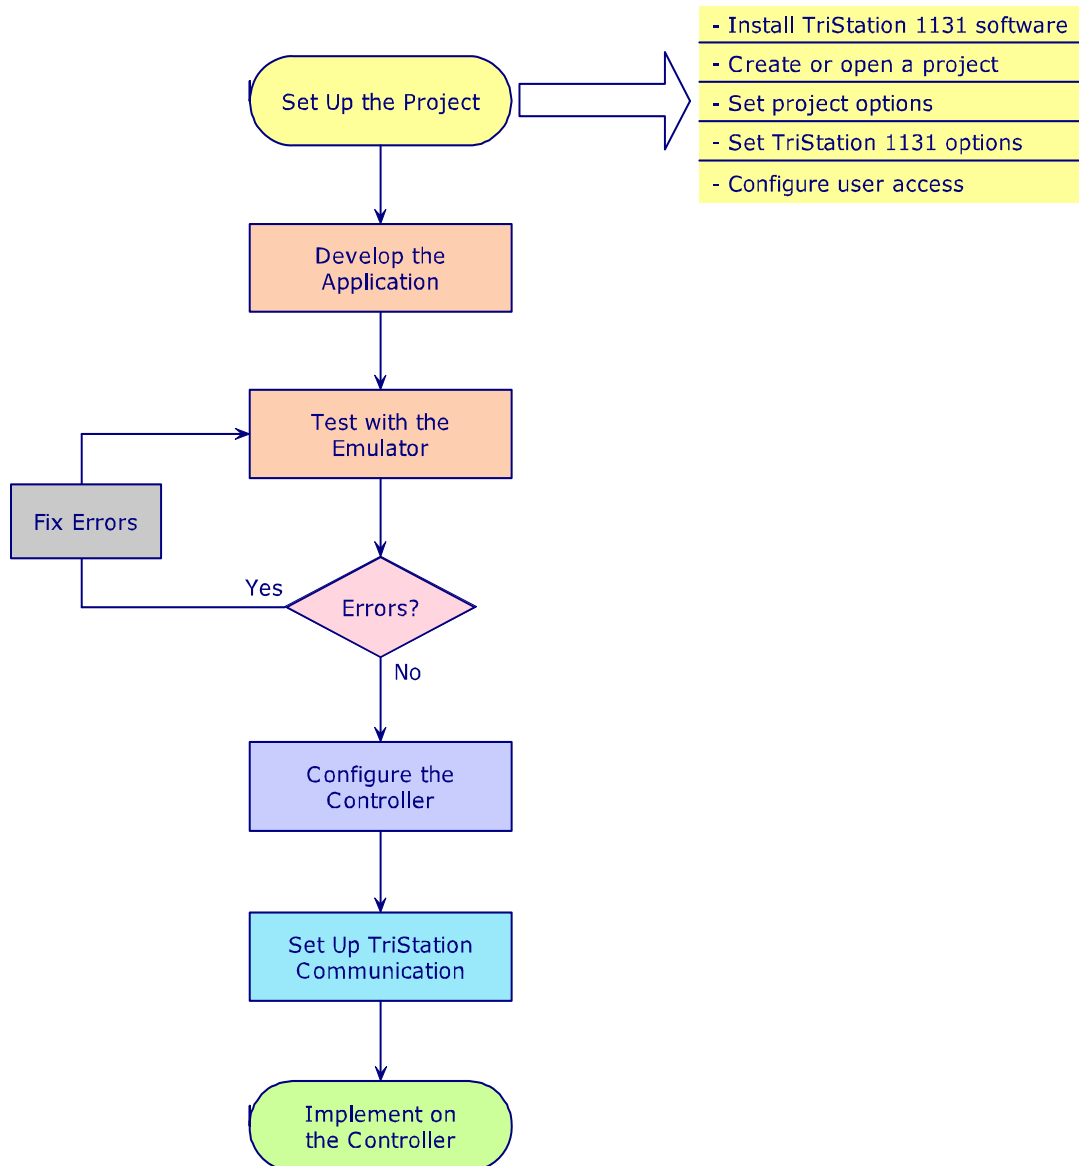 Set Up the Project
- Install TriStation 1131 software
- Create or open a project
- Set project options
- Set TriStation 1131 options
- Configure user access
Develop the
Application
Test with the
Emulator
Fix Errors
Yes
Errors?
No
Configure the
Controller
Set Up TriStation
Communication
Implement on
the Controller